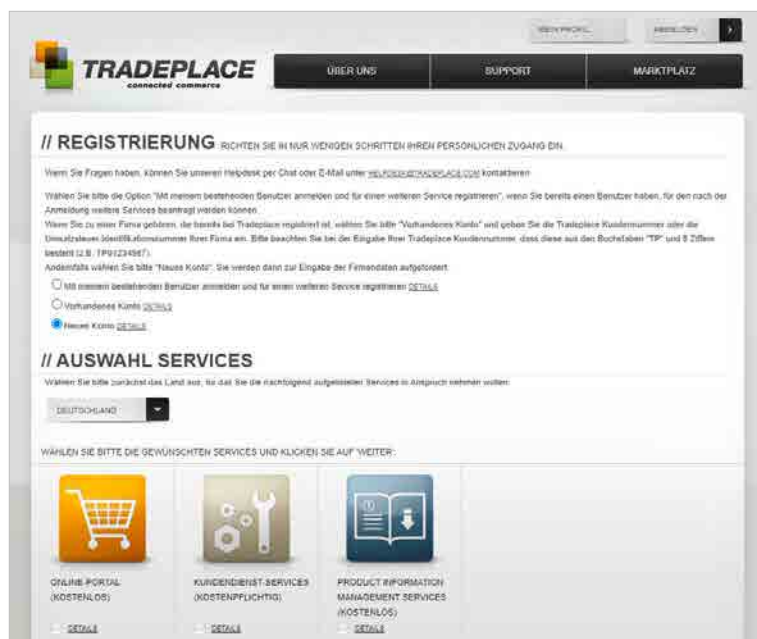 MEIN PROFIL
ABMELDEN
TRADEPLACE
connected commerce
ÜBER UNS
SUPPORT
MARKTPLATZ
// REGISTRIERUNG RICHTEN SIE IN NUR WENIGEN SCHRITTEN IHREN PERSÖNLICHEN ZUGANG EIN
Wenn Sie Fragen haben, können Sie unseren Helpdesk per Chat oder E-Mail unter HELPDESK@TRADEPLACE.COM kontaktieren
Wählen Sie bitte die Option "Mit meinem bestehenden Benutzer anmelden und für einen weiteren Service registrieren", wenn Sie bereits einen Benutzer haben, für den nach der
Anmeldung weitere Services beantragt werden können.
Wenn Sie zu einer Firma gehören, die bereits bei Tradeplace registriert ist, wählen Sie bitte "Vorhandenes Konto" und geben Sie die Tradeplace Kundennummer oder die
Umsatzsteuer Identifikationsnummer Ihrer Firma ein. Bitte beachten Sie bei der Eingabe Ihrer Tradeplace Kundennummer, dass diese aus den Buchstaben "TP" und 8 Ziffern
besteht (z.B. TP01234567).
Andernfalls wählen Sie bitte "Neues Konto". Sie werden dann zur Eingabe der Firmendaten aufgefordert.
Mit meinem bestehenden Benutzer anmelden und für einen weiteren Service registrieren DETAILS
Vorhandenes Konto DETAILS
Neues Konto DETAILS
// AUSWAHL SERVICES
Wählen Sie bitte zunächst das Land aus, für das Sie die nachfolgend aufgelisteten Services in Anspruch nehmen wollen:
DEUTSCHLAND
WÄHLEN SIE BITTE DIE GEWÜNSCHTEN SERVICES UND KLICKEN SIE AUF 'WEITER':
ONLINE-PORTAL
(KOSTENLOS)
DETAILS
KUNDENDIENST-SERVICES
(KOSTENPFLICHTIG)
DETAILS
PRODUCT INFORMATION
MANAGEMENT SERVICES
(KOSTENLOS)
DETAILS